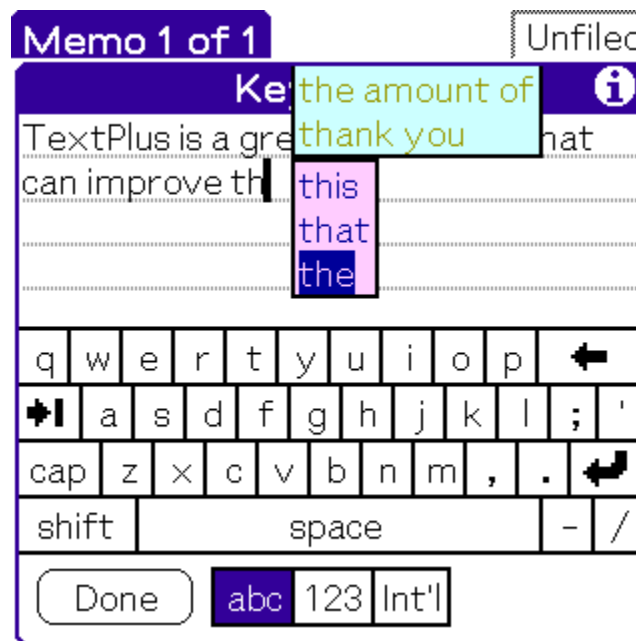 Memo 1 of 1
Unfiled
Key
the amount of
thank you
TextPlus is a gre hat
can improve th
this
that
the
q w e r t y u i o p
a s d f g h j k l ; '
cap z x c v b n m , .
shift space - /
Done abc 123 Int'l